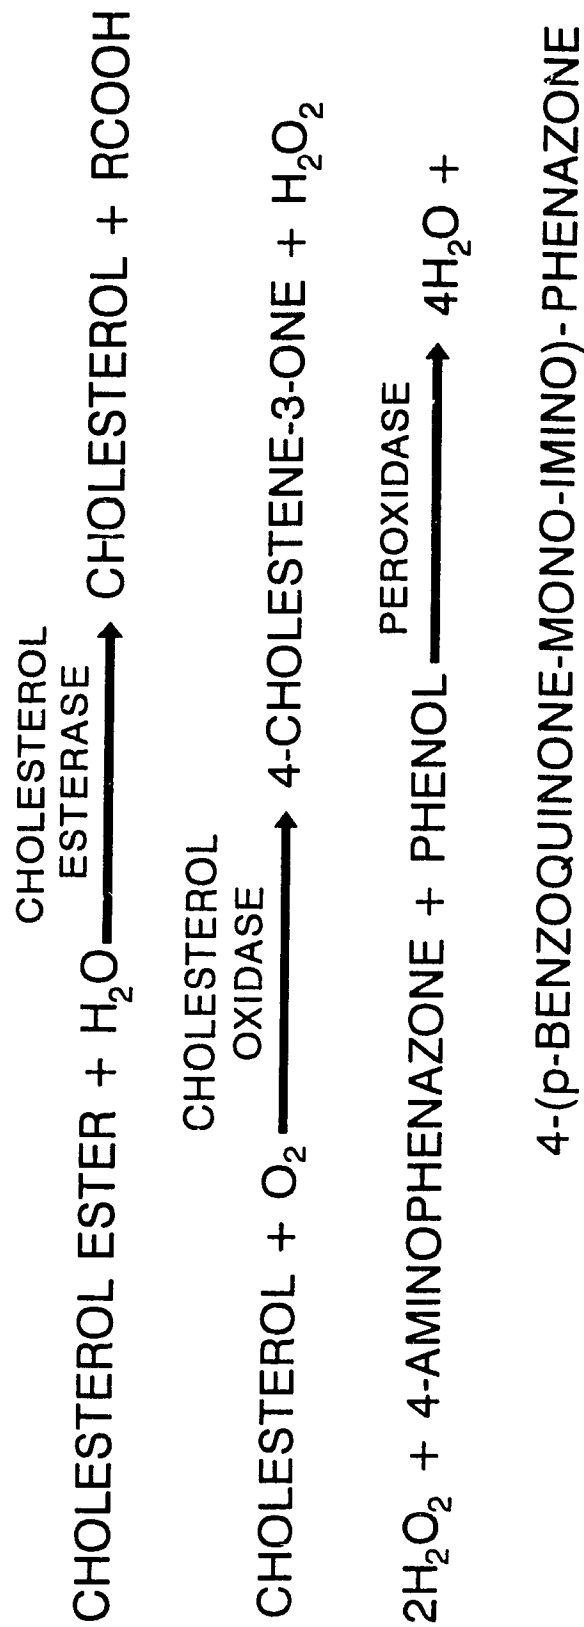 CHOLESTEROL
ESTERASE
CHOLESTEROL ESTER + H₂O → CHOLESTEROL + RCOOH
CHOLESTEROL
OXIDASE
CHOLESTEROL + O₂ → 4-CHOLESTENE-3-ONE + H₂O₂
PEROXIDASE
2H₂O₂ + 4-AMINOPHENAZONE + PHENOL → 4H₂O +
4-(p-BENZOQUINONE-MONO-IMINO)-PHENAZONE